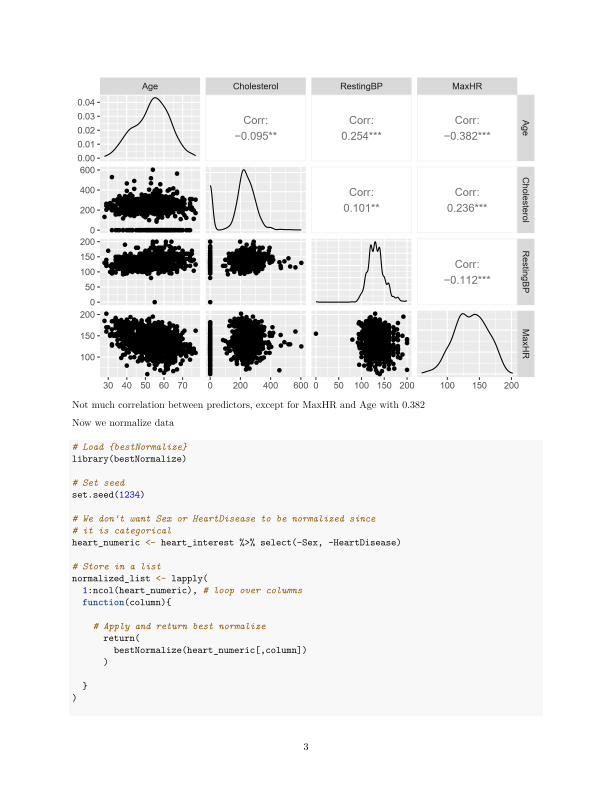 Age Cholesterol RestingBP MaxHR
0.04
0.03
0.02
0.01
0.00
Corr:
−0.095**
Corr:
0.254***
Corr:
−0.382***
Age
600
400
200
0
Corr:
0.101**
Corr:
0.236***
Cholesterol
200
150
100
50
0
Corr:
−0.112***
RestingBP
200
150
100
MaxHR
30 40 50 60 70 0 200 400 600 0 50 100 150 200 100 150 200
Not much correlation between predictors, except for MaxHR and Age with 0.382
Now we normalize data
# Load {bestNormalize}
library(bestNormalize)
# Set seed
set.seed(1234)
# We don't want Sex or HeartDisease to be normalized since
# it is categorical
heart_numeric <- heart_interest %>% select(-Sex, -HeartDisease)
# Store in a list
normalized_list <- lapply(
1:ncol(heart_numeric), # loop over columns
function(column){
# Apply and return best normalize
return(
bestNormalize(heart_numeric[,column])
)
}
)
3